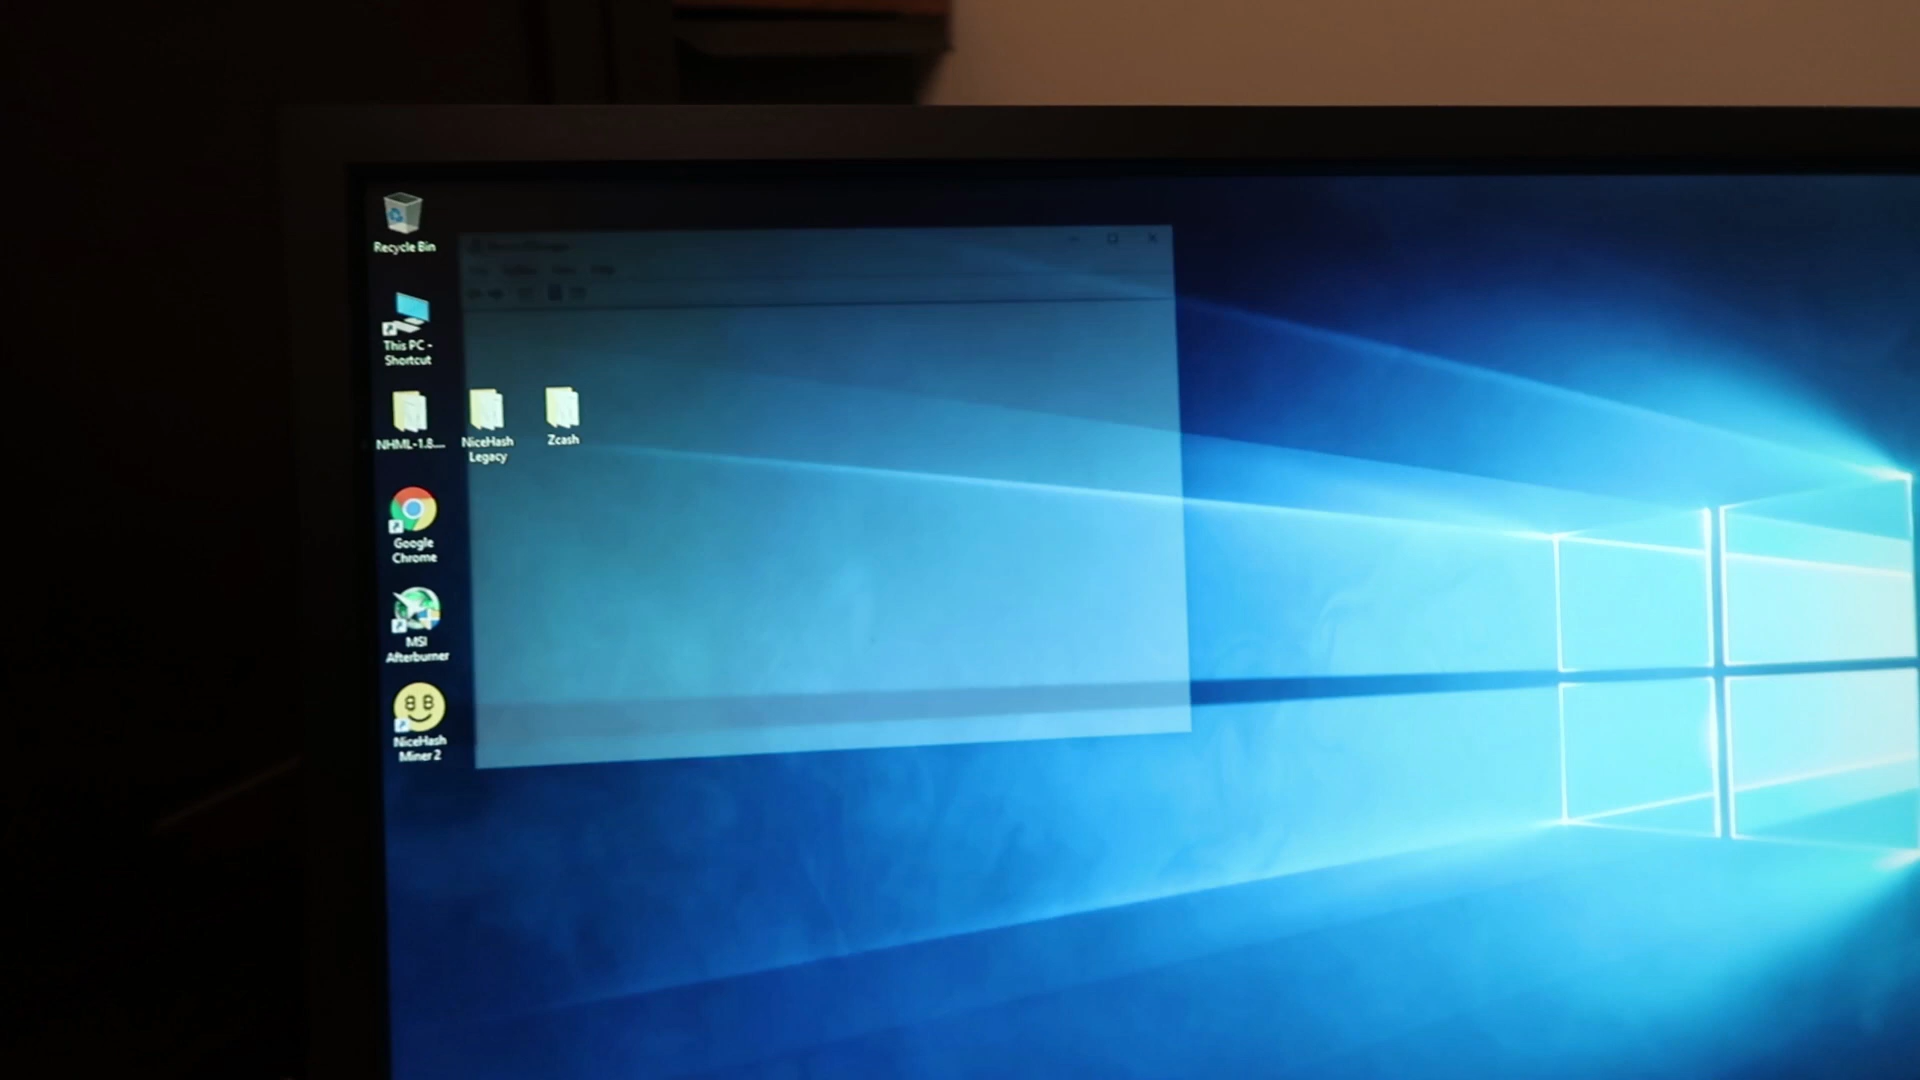 Recycle Bin
This PC -
Shortcut
NHML-1.8....
NiceHash
Legacy
Zcash
Google
Chrome
MSI
Afterburner
NiceHash
Miner 2